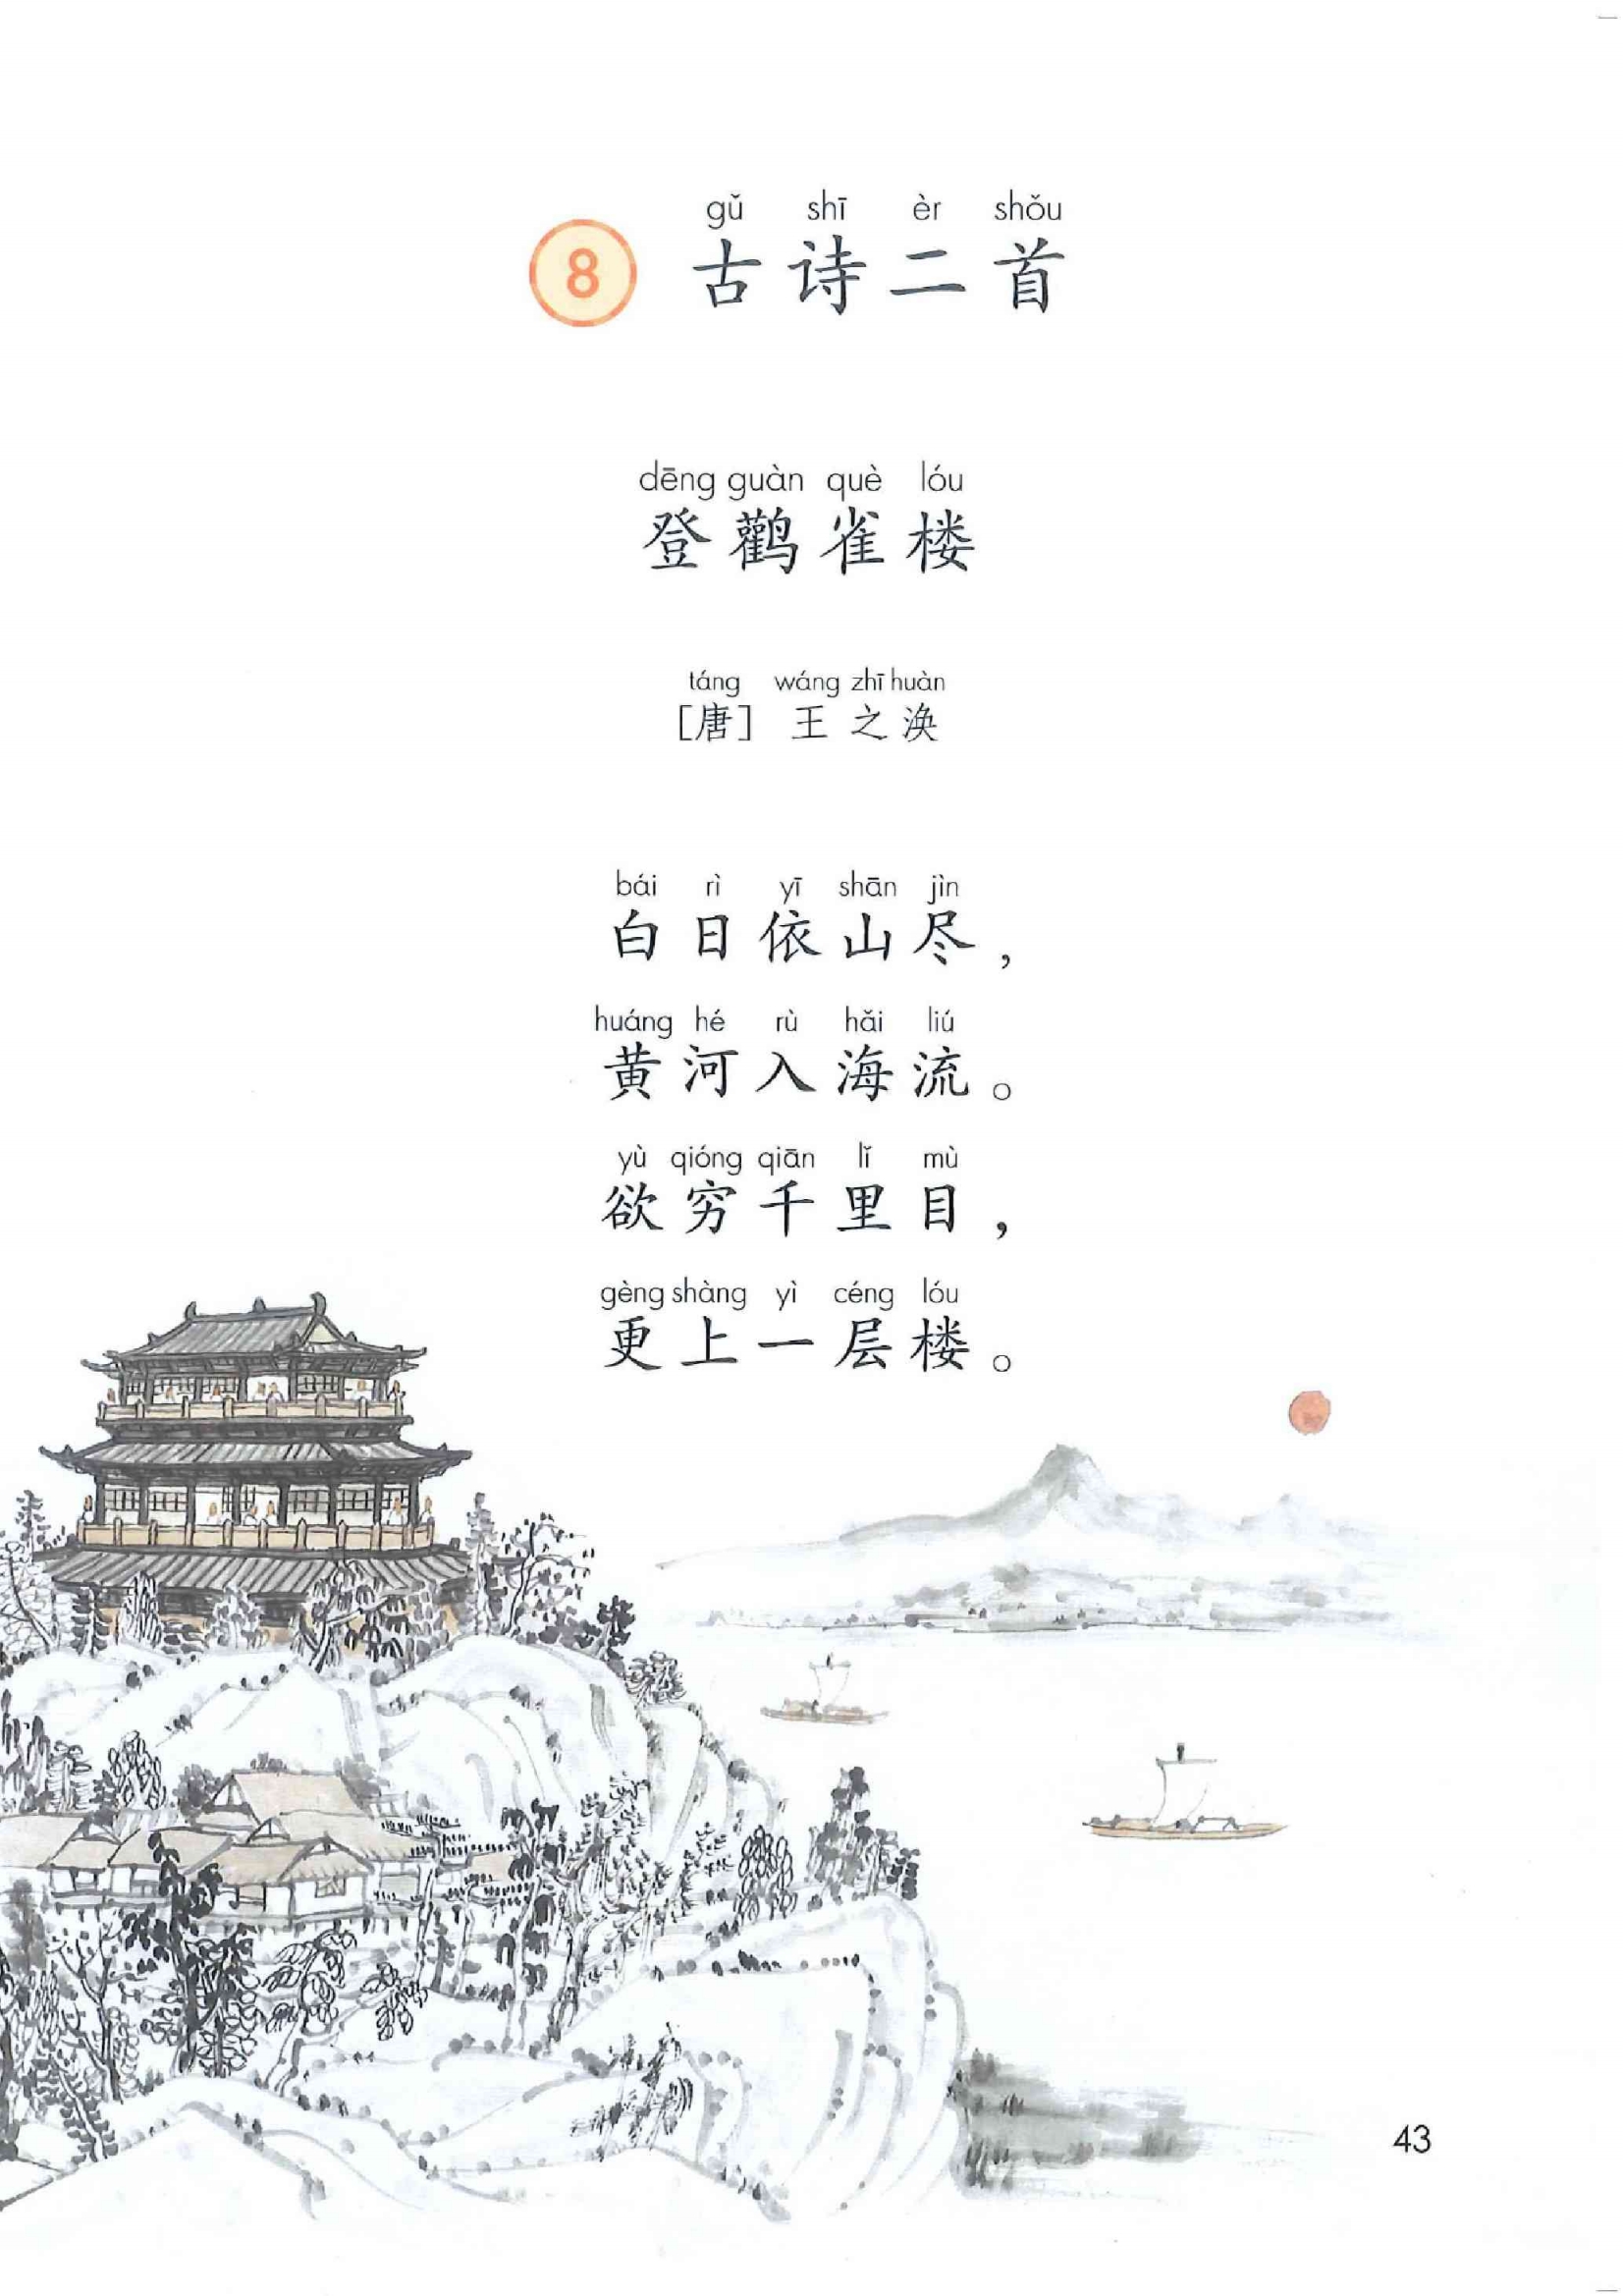 gǔ shī èr shǒu
8 古诗二首
dēng guàn què lóu
登鹳雀楼
táng wáng zhī huàn
[唐] 王之涣
bái rì yī shān jìn
白日依山尽，
huáng hé rù hǎi liú
黄河入海流。
yù qióng qiān lǐ mù
欲穷千里目，
gèng shàng yì céng lóu
更上一层楼。
43